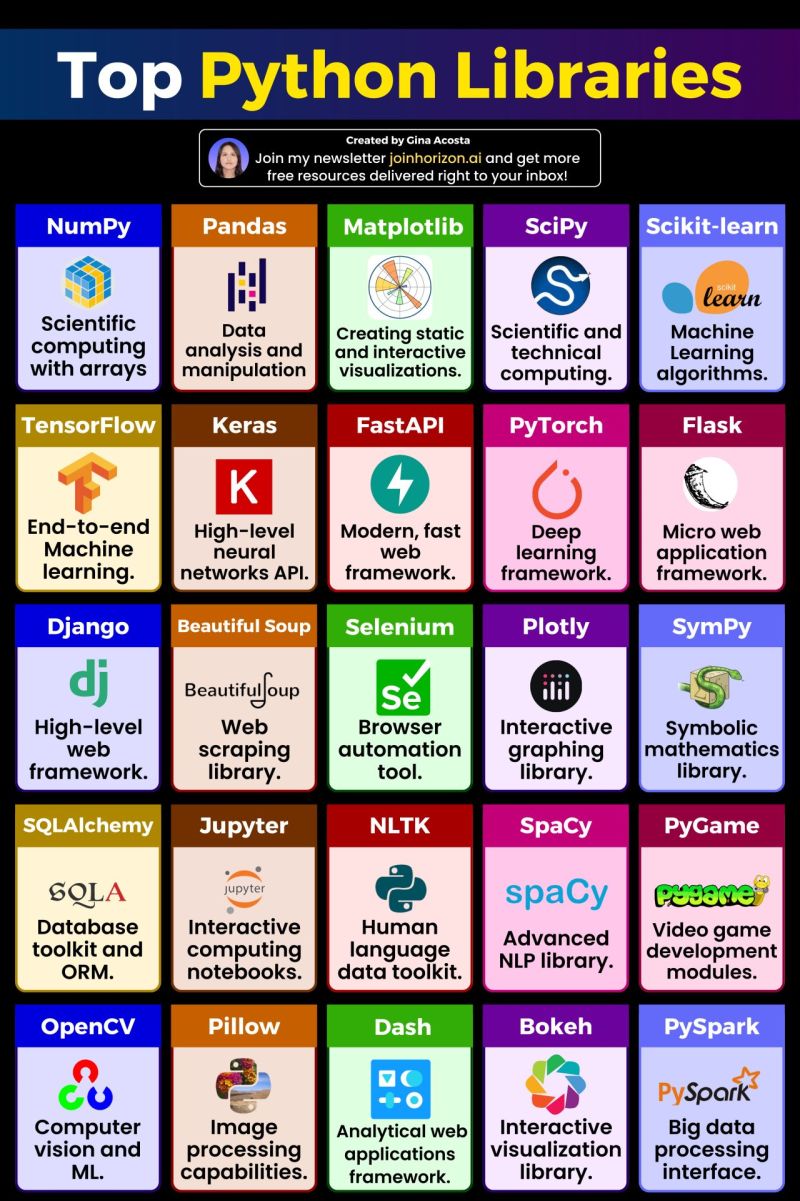 Top Python Libraries
Created by Gina Acosta
Join my newsletter joinhorizon.ai and get more
free resources delivered right to your inbox!
NumPy
Scientific
computing
with arrays
Pandas
Data
analysis and
manipulation
Matplotlib
Creating static
and interactive
visualizations.
SciPy
Scientific and
technical
computing.
Scikit-learn
scikit
learn
Machine
Learning
algorithms.
TensorFlow
End-to-end
Machine
learning.
Keras
K
High-level
neural
networks API.
FastAPI
Modern, fast
web
framework.
PyTorch
Deep
learning
framework.
Flask
Micro web
application
framework.
Django
dj
High-level
web
framework.
Beautiful Soup
BeautifulSoup
Web
scraping
library.
Selenium
Se
Browser
automation
tool.
Plotly
Interactive
graphing
library.
SymPy
Symbolic
mathematics
library.
SQLAlchemy
SQLA
Database
toolkit and
ORM.
Jupyter
jupyter
Interactive
computing
notebooks.
NLTK
Human
language
data toolkit.
SpaCy
spaCy
Advanced
NLP library.
PyGame
pygame
Video game
development
modules.
OpenCV
Computer
vision and
ML.
Pillow
Image
processing
capabilities.
Dash
Analytical web
applications
framework.
Bokeh
Interactive
visualization
library.
PySpark
PySpark
Big data
processing
interface.